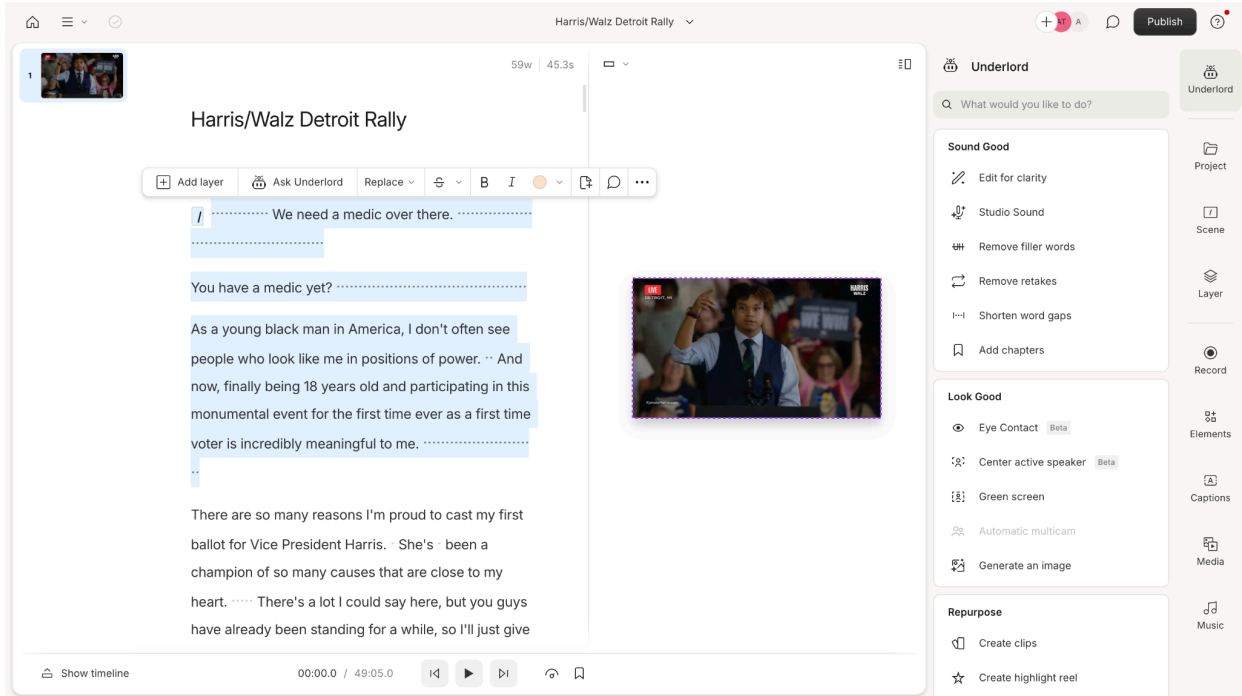 Harris/Walz Detroit Rally
AT
A
Publish
1
59w
45.3s
Harris/Walz Detroit Rally
Add layer
Ask Underlord
Replace
S
B
I
/ ············ We need a medic over there. ················
····························
You have a medic yet? ········································
As a young black man in America, I don't often see
people who look like me in positions of power. ·· And
now, finally being 18 years old and participating in this
monumental event for the first time ever as a first time
voter is incredibly meaningful to me. ·······················
··
There are so many reasons I'm proud to cast my first
ballot for Vice President Harris. · She's · been a
champion of so many causes that are close to my
heart. ····· There's a lot I could say here, but you guys
have already been standing for a while, so I'll just give
LIVE
DETROIT, MI
HARRIS
WALZ
Show timeline
00:00.0 / 49:05.0
Underlord
What would you like to do?
Sound Good
Edit for clarity
Studio Sound
UH Remove filler words
Remove retakes
Shorten word gaps
Add chapters
Look Good
Eye Contact Beta
Center active speaker Beta
Green screen
Automatic multicam
Generate an image
Repurpose
Create clips
Create highlight reel
Underlord
Project
Scene
Layer
Record
Elements
Captions
Media
Music